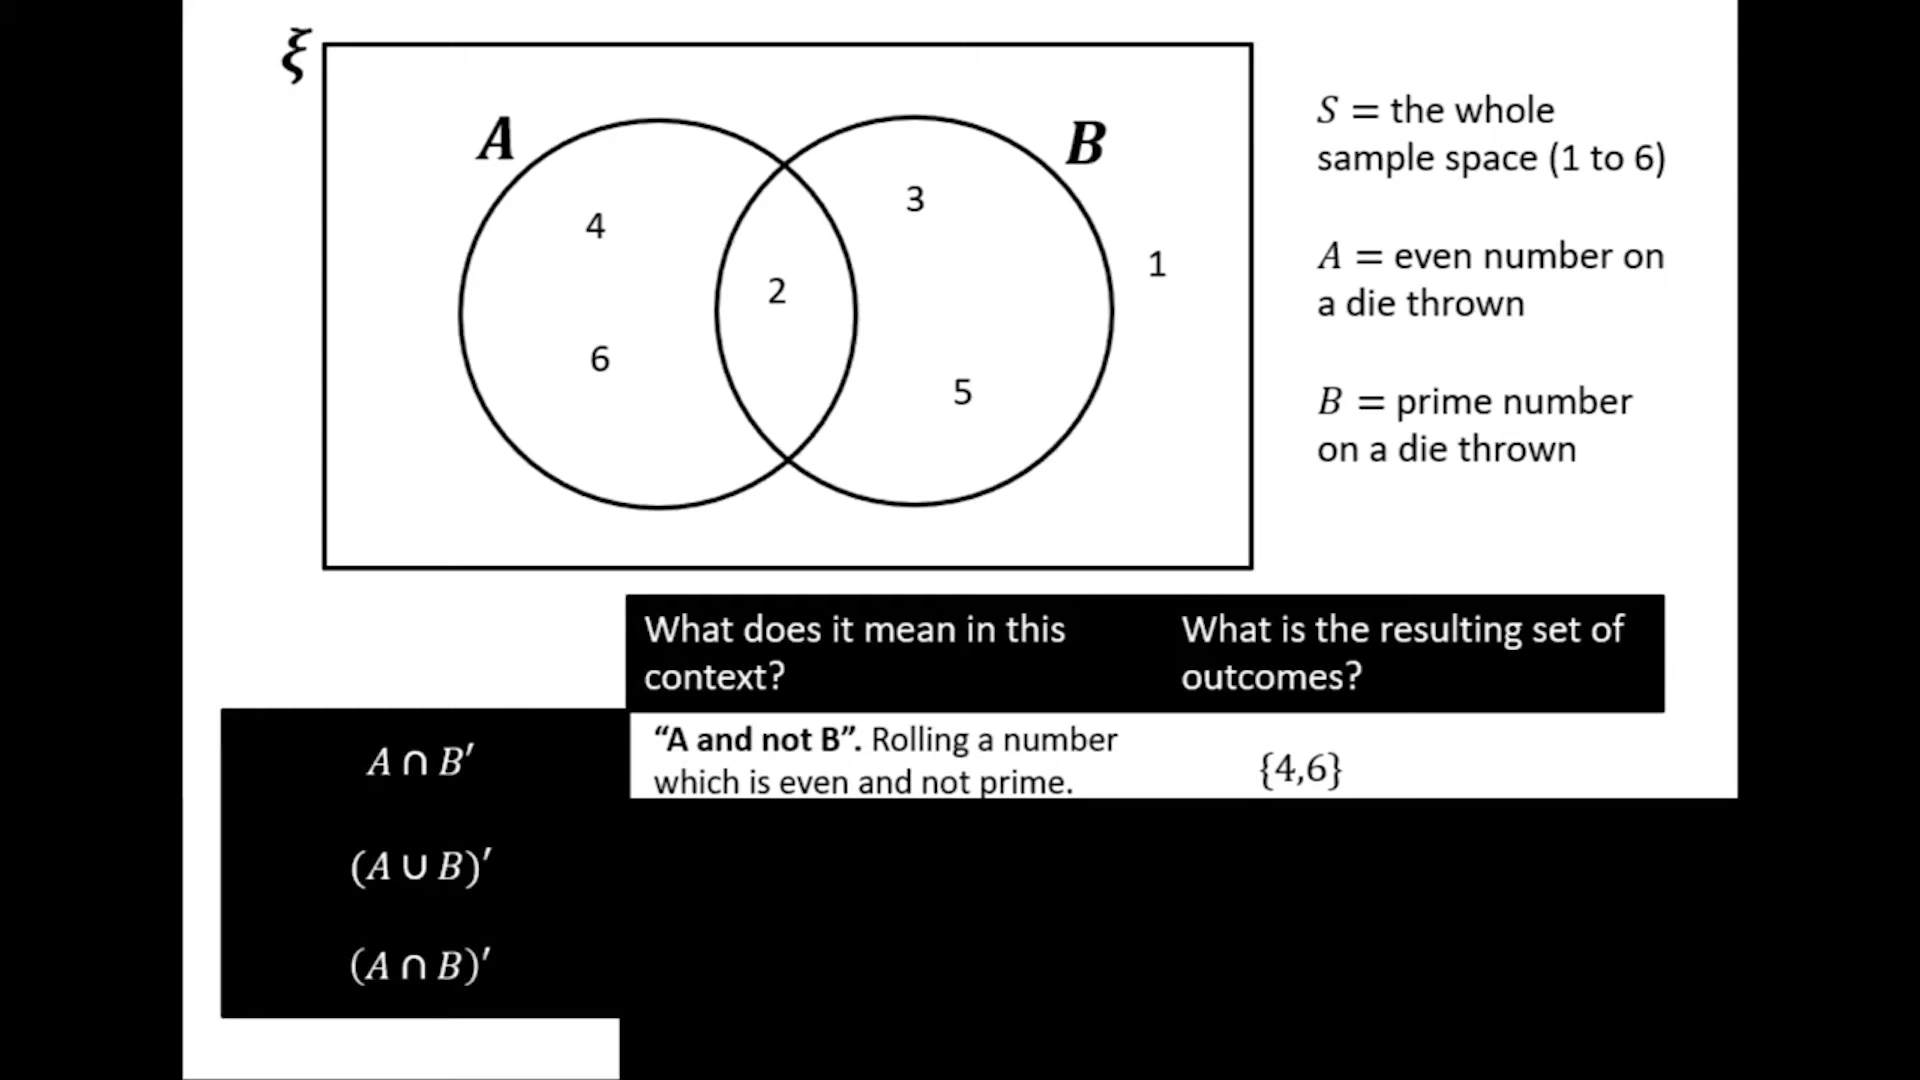 ξ
A
B
4
3
2
1
6
5
S = the whole
sample space (1 to 6)
A = even number on
a die thrown
B = prime number
on a die thrown
What does it mean in this
context?
What is the resulting set of
outcomes?
A ∩ B′
“A and not B”. Rolling a number
which is even and not prime.
{4,6}
(A ∪ B)′
(A ∩ B)′